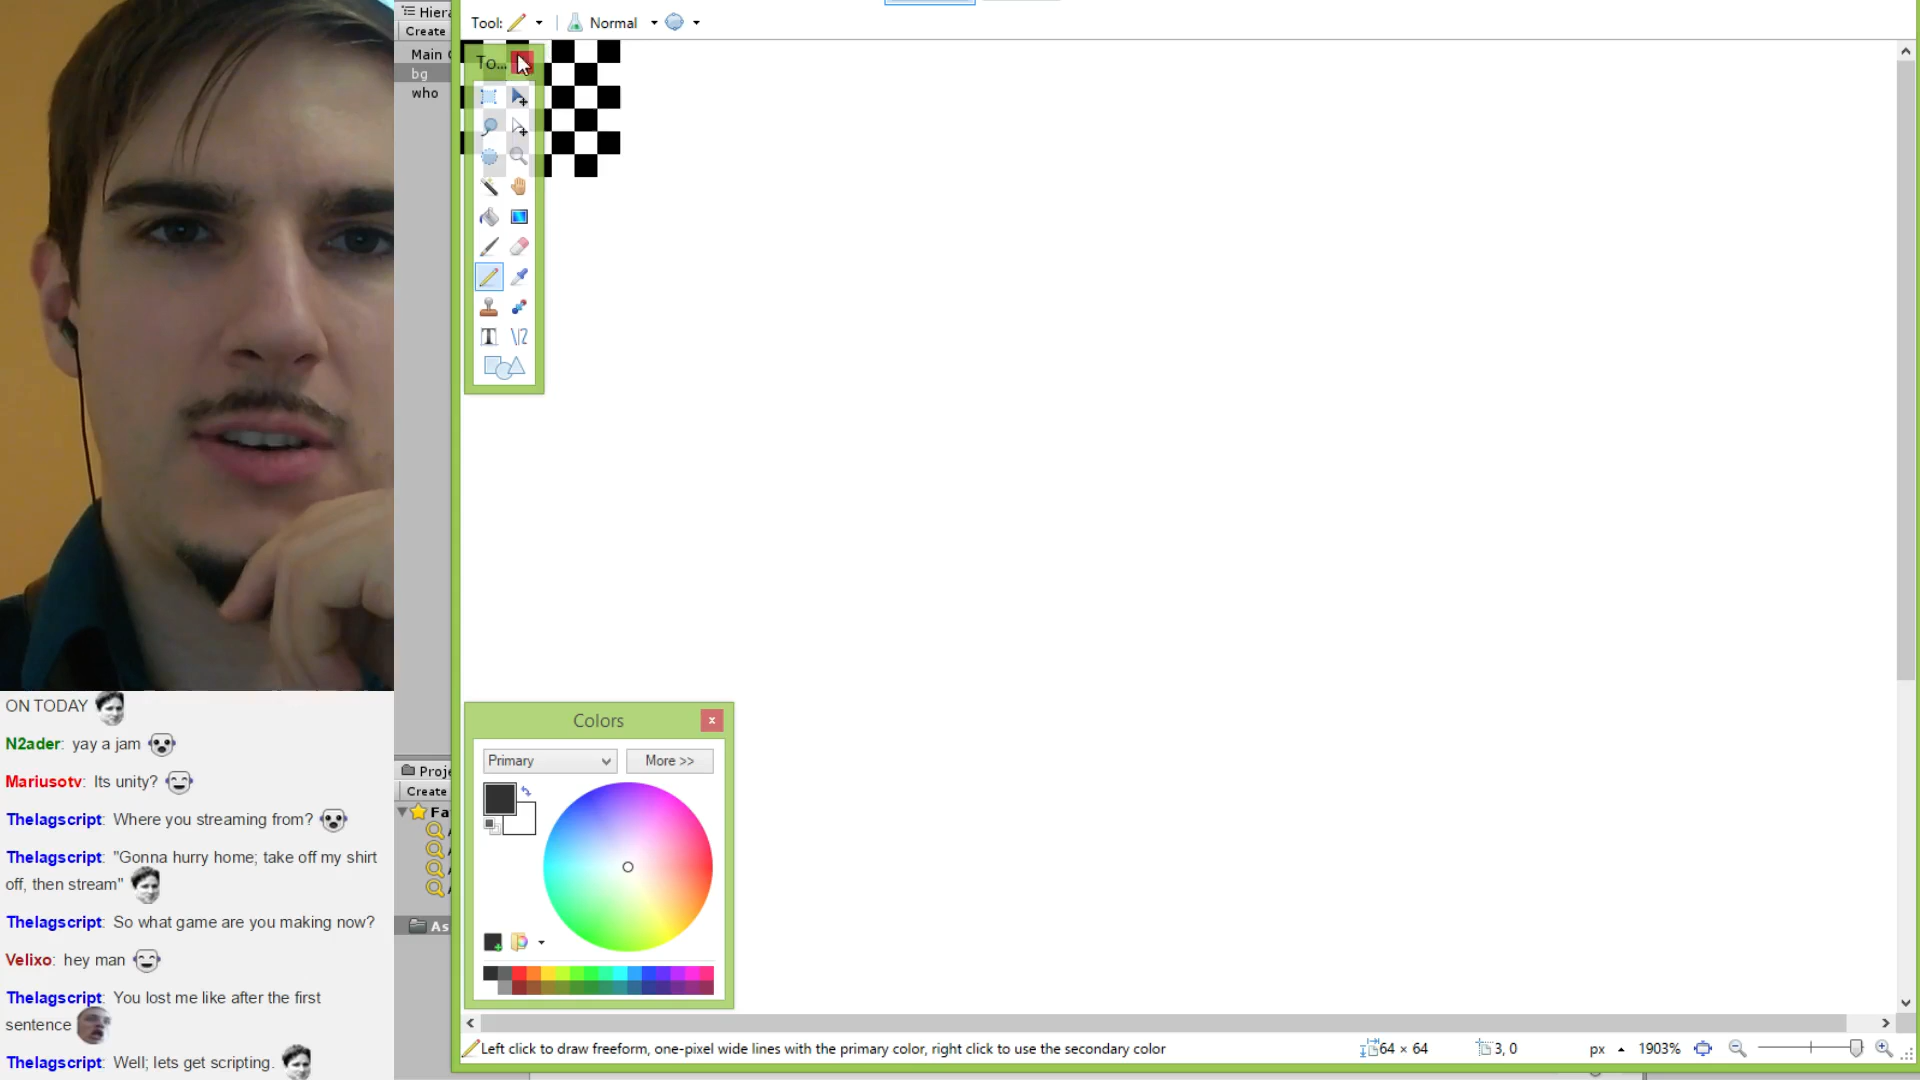 Hiera
Create
Main C
bg
who
Tool:
Normal
To...
Colors
Primary
More >>
Proje
Create
Fa
As
ON TODAY
N2ader: yay a jam
Mariusotv: Its unity?
Thelagscript: Where you streaming from?
Thelagscript: "Gonna hurry home; take off my shirt
off, then stream"
Thelagscript: So what game are you making now?
Velixo: hey man
Thelagscript: You lost me like after the first
sentence
Thelagscript: Well; lets get scripting.
Left click to draw freeform, one-pixel wide lines with the primary color, right click to use the secondary color
64 × 64
3, 0
px
1903%